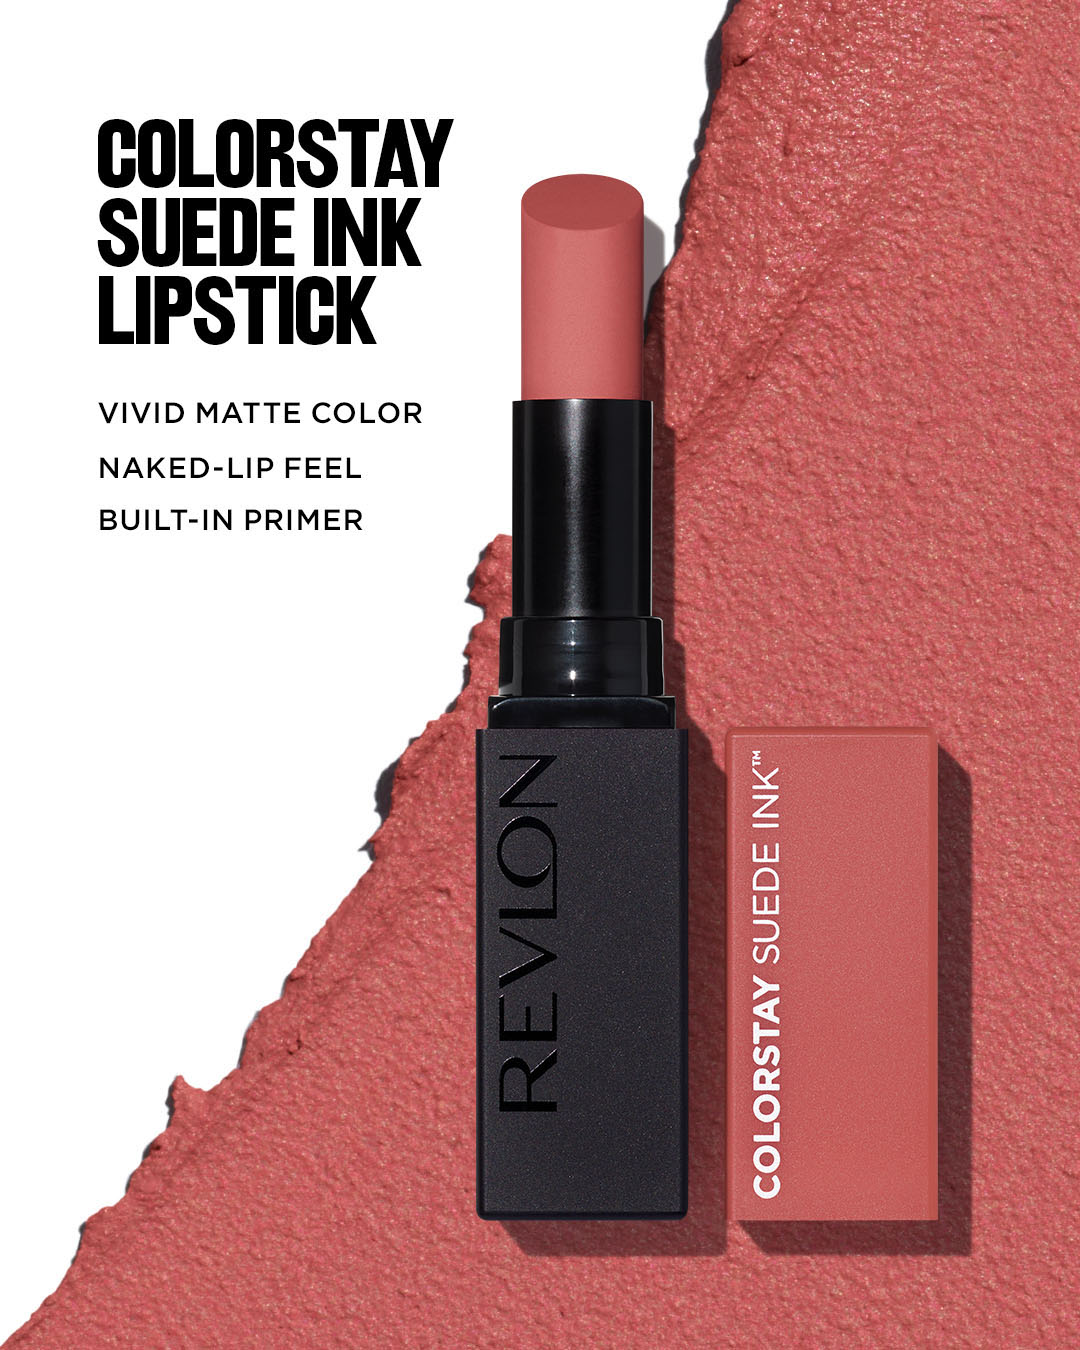 COLORSTAY
SUEDE INK
LIPSTICK
VIVID MATTE COLOR
NAKED-LIP FEEL
BUILT-IN PRIMER
REVLON
COLORSTAY SUEDE INK™